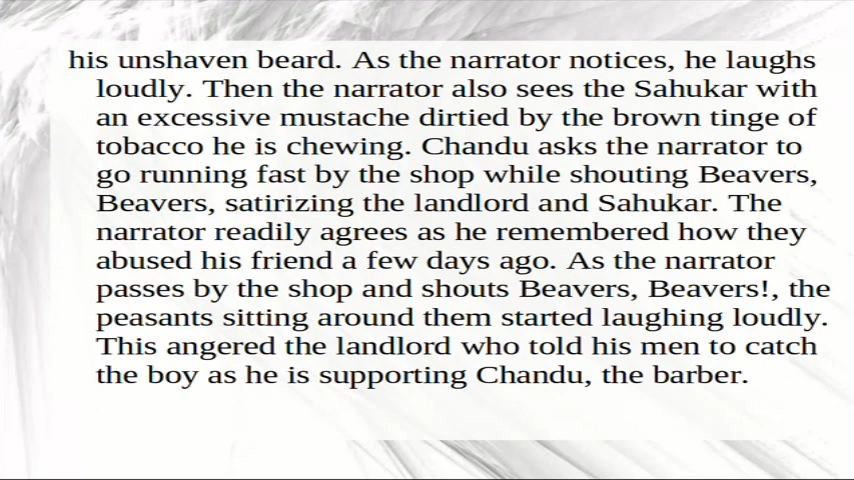 his unshaven beard. As the narrator notices, he laughs
loudly. Then the narrator also sees the Sahukar with
an excessive mustache dirtied by the brown tinge of
tobacco he is chewing. Chandu asks the narrator to
go running fast by the shop while shouting Beavers,
Beavers, satirizing the landlord and Sahukar. The
narrator readily agrees as he remembered how they
abused his friend a few days ago. As the narrator
passes by the shop and shouts Beavers, Beavers!, the
peasants sitting around them started laughing loudly.
This angered the landlord who told his men to catch
the boy as he is supporting Chandu, the barber.